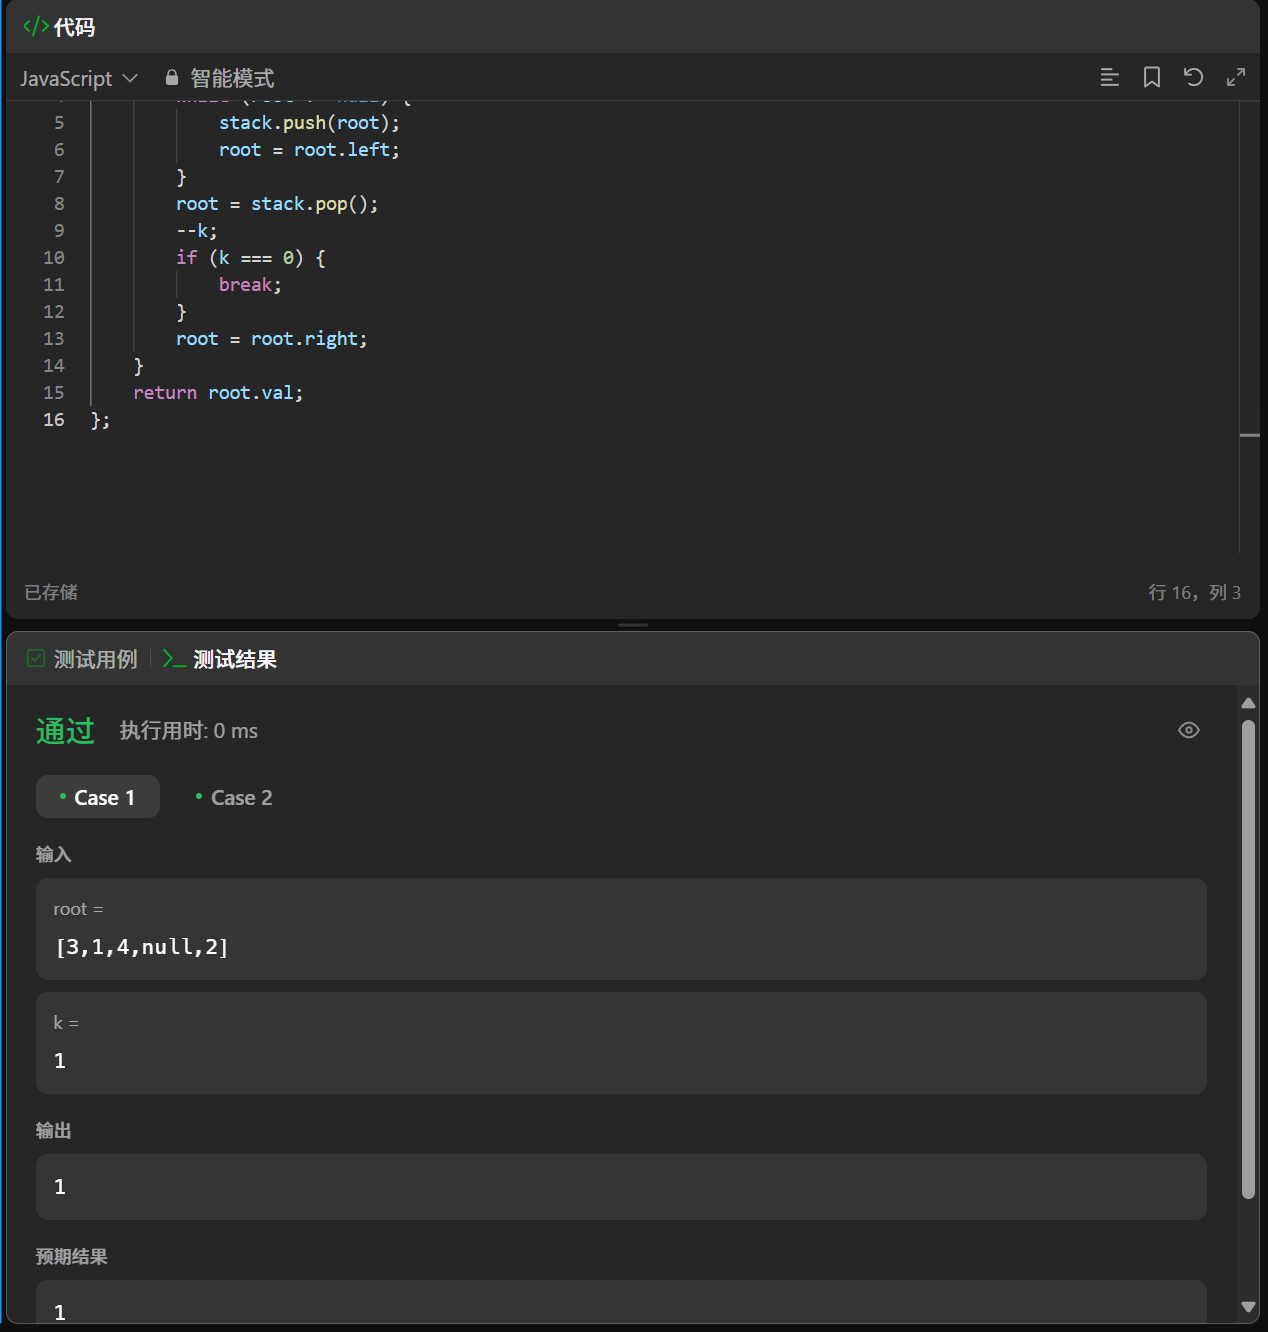 </> 代码
JavaScript 智能模式
5 stack.push(root);
6 root = root.left;
7 }
8 root = stack.pop();
9 --k;
10 if (k === 0) {
11 break;
12 }
13 root = root.right;
14 }
15 return root.val;
16 };
已存储 行 16，列 3
测试用例 >_ 测试结果
通过 执行用时: 0 ms
• Case 1 • Case 2
输入
root =
[3,1,4,null,2]
k =
1
输出
1
预期结果
1